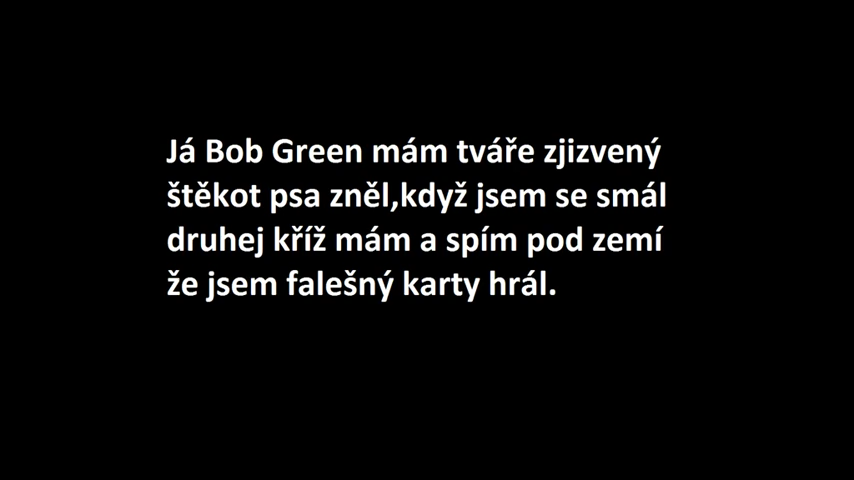 Já Bob Green mám tváře zjizvený
štěkot psa zněl,když jsem se smál
druhej kříž mám a spím pod zemí
že jsem falešný karty hrál.